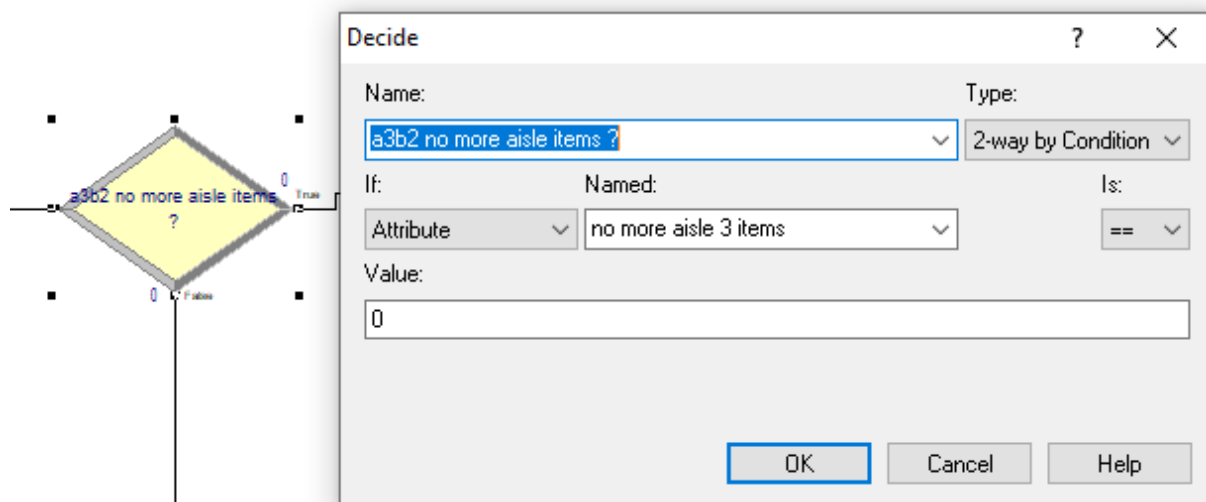 Decide
?
Name:
Type:
a3b2 no more aisle items ?
2-way by Condition
If:
Named:
Is:
Attribute
no more aisle 3 items
==
Value:
0
OK
Cancel
Help
0
True
a3b2 no more aisle items
?
0
False